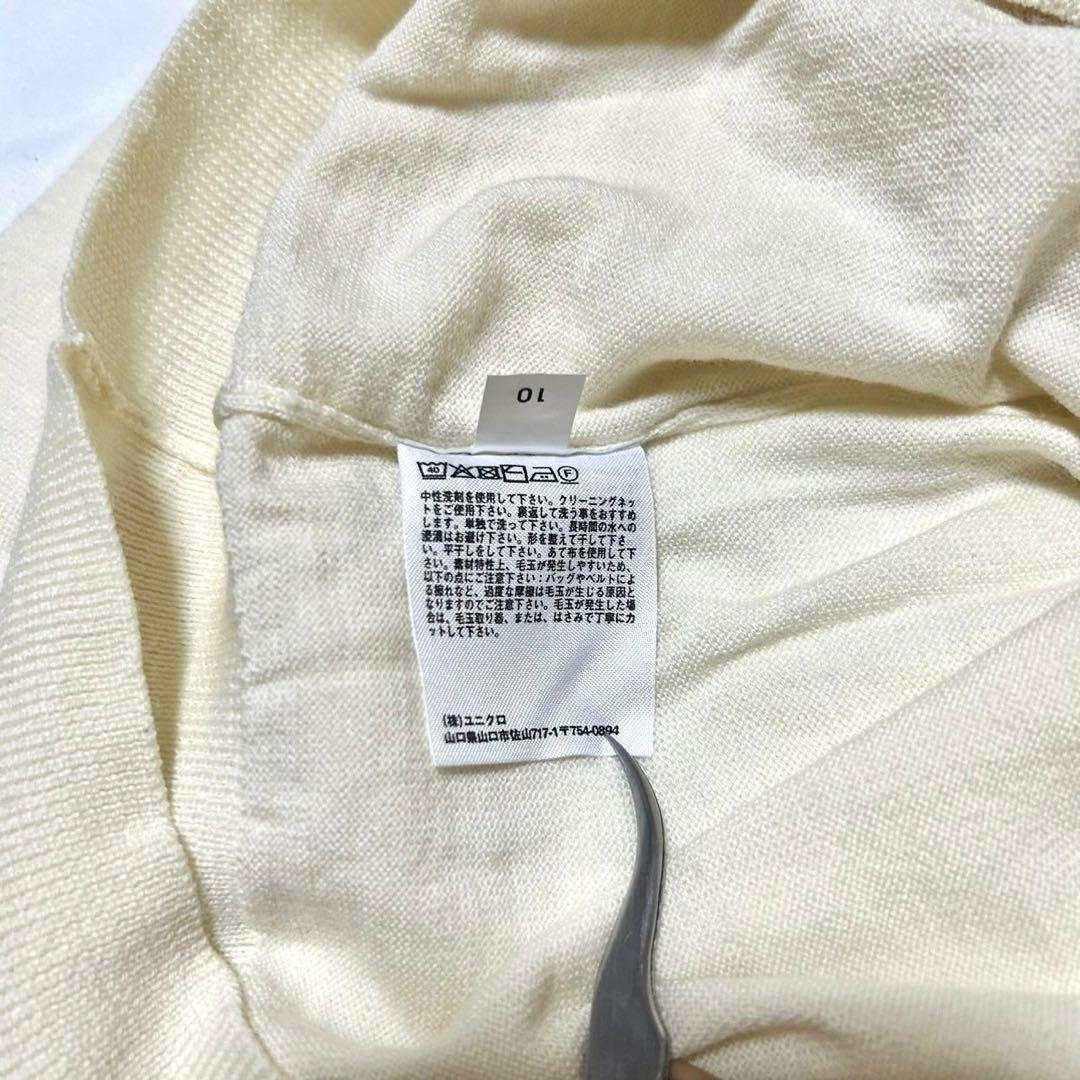 10
40 F
中性洗剤を使用して下さい。クリーニングネッ
トをご使用下さい。裏返して洗う事をおすすめ
します。単独で洗って下さい。長時間の水への
浸漬はお避け下さい。形を整えて干して下さ
い。平干しをして下さい。あて布を使用して下
さい。素材特性上、毛玉が発生しやすいため、
以下の点にご注意下さい：バッグやベルトによ
る擦れなど、過度な摩擦は毛玉が生じる原因と
なりますのでご注意下さい。毛玉が発生した場
合は、毛玉取り器、または、はさみで丁寧にカ
ットして下さい。
(株)ユニクロ
山口県山口市佐山717-1〒754-0894